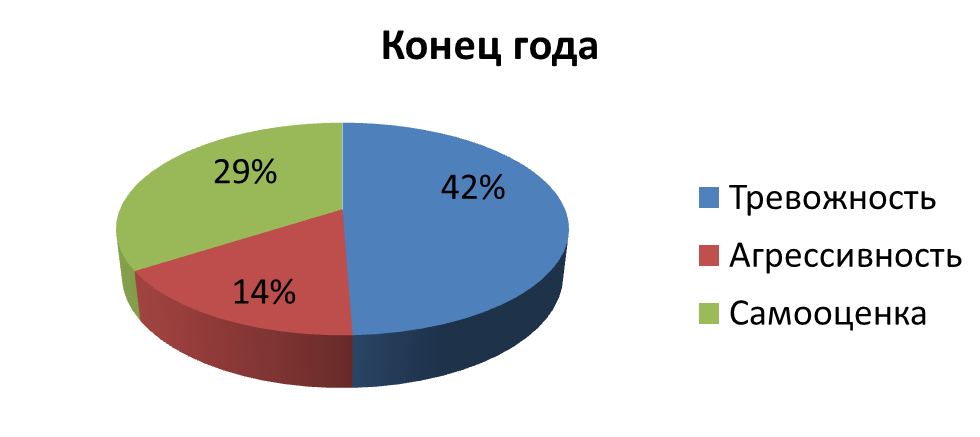 Конец года
29%
42%
14%
Тревожность
Агрессивность
Самооценка